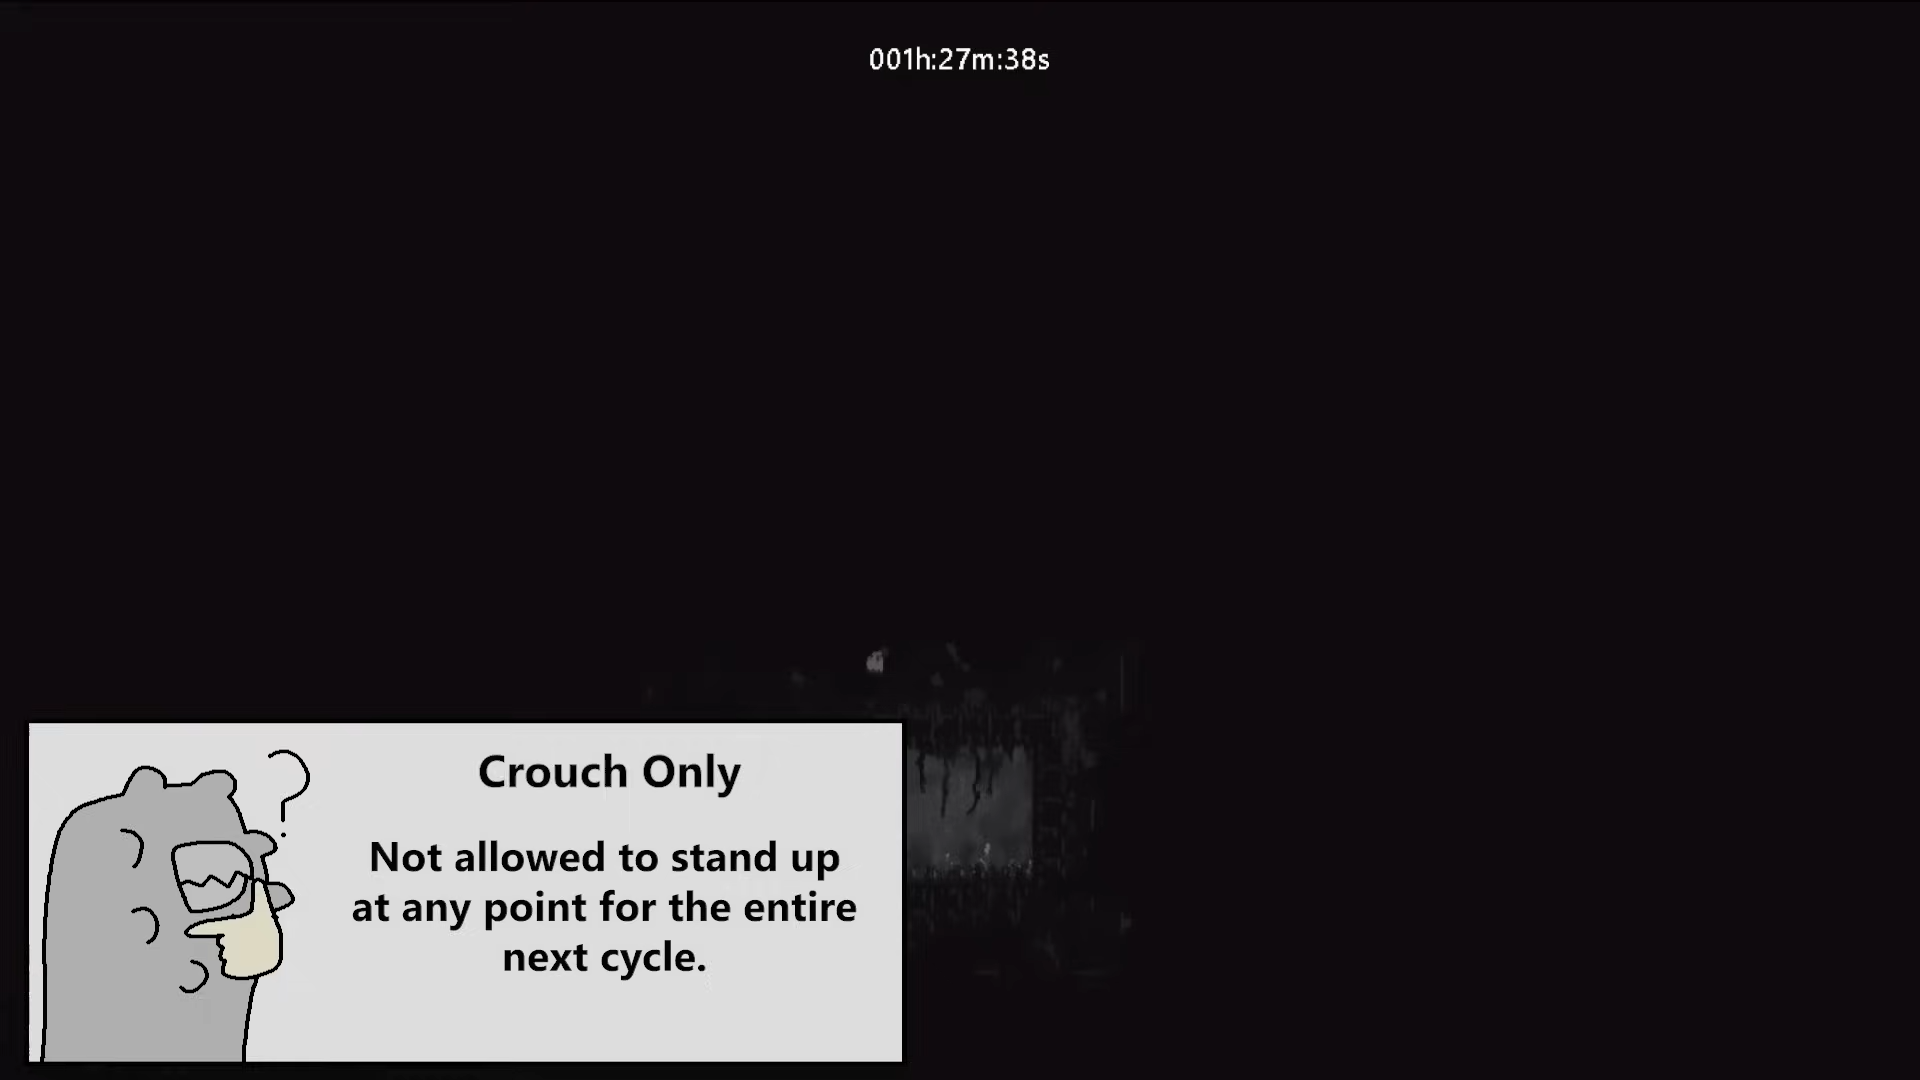 001h:27m:38s
Crouch Only
Not allowed to stand up
at any point for the entire
next cycle.